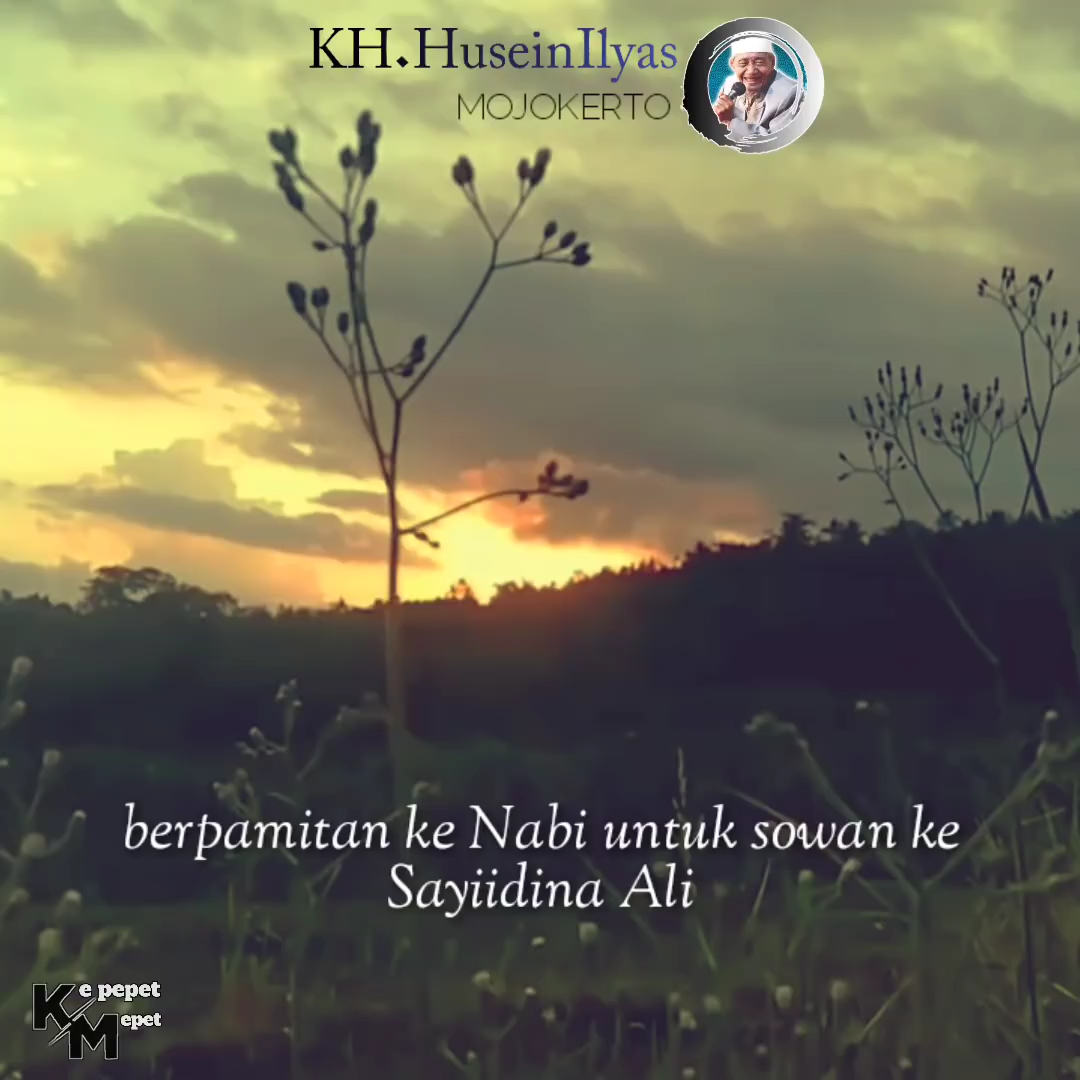 KH.HuseinIlyas
MOJOKERTO
berpamitan ke Nabi untuk sowan ke
Sayiidina Ali
Ke pepet
Mepet